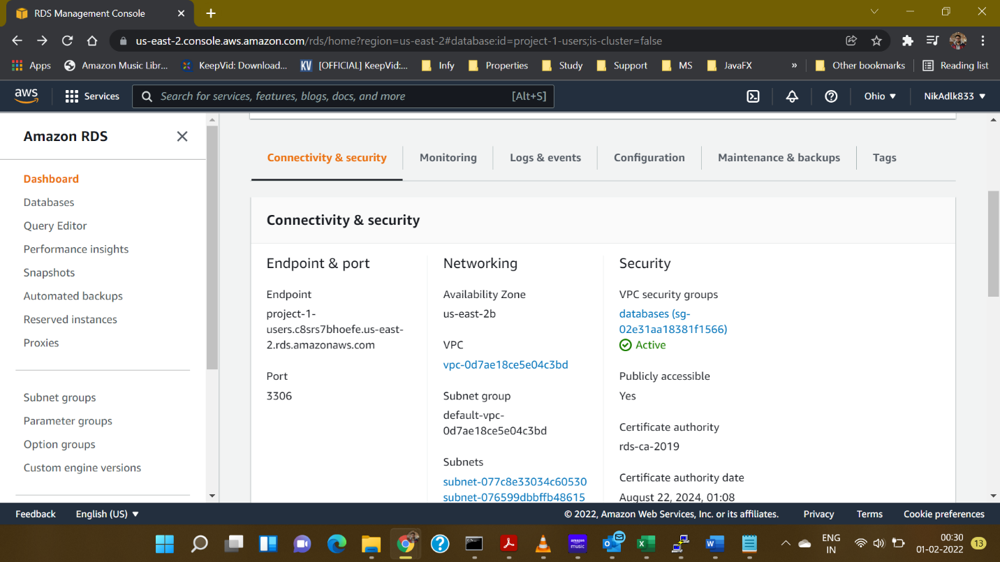 RDS Management Console
us-east-2.console.aws.amazon.com/rds/home?region=us-east-2#database:id=project-1-users;is-cluster=false
Apps
Amazon Music Libr...
KeepVid: Download...
KV
[OFFICIAL] KeepVid:...
Infy
Properties
Study
Support
MS
JavaFX
»
Other bookmarks
Reading list
aws
Services
Search for services, features, blogs, docs, and more
[Alt+S]
Ohio
NikAdlk833
Amazon RDS
Dashboard
Databases
Query Editor
Performance insights
Snapshots
Automated backups
Reserved instances
Proxies
Subnet groups
Parameter groups
Option groups
Custom engine versions
Connectivity & security
Monitoring
Logs & events
Configuration
Maintenance & backups
Tags
Connectivity & security
Endpoint & port
Endpoint
project-1-
users.c8srs7bhoefe.us-east-
2.rds.amazonaws.com
Port
3306
Networking
Availability Zone
us-east-2b
VPC
vpc-0d7ae18ce5e04c3bd
Subnet group
default-vpc-
0d7ae18ce5e04c3bd
Subnets
subnet-077c8e33034c60530
subnet-076599dbbffb48615
Security
VPC security groups
databases (sg-
02e31aa18381f1566)
Active
Publicly accessible
Yes
Certificate authority
rds-ca-2019
Certificate authority date
August 22, 2024, 01:08
Feedback
English (US)
© 2022, Amazon Web Services, Inc. or its affiliates.
Privacy
Terms
Cookie preferences
amazon
music
ENG
IN
00:30
01-02-2022
13